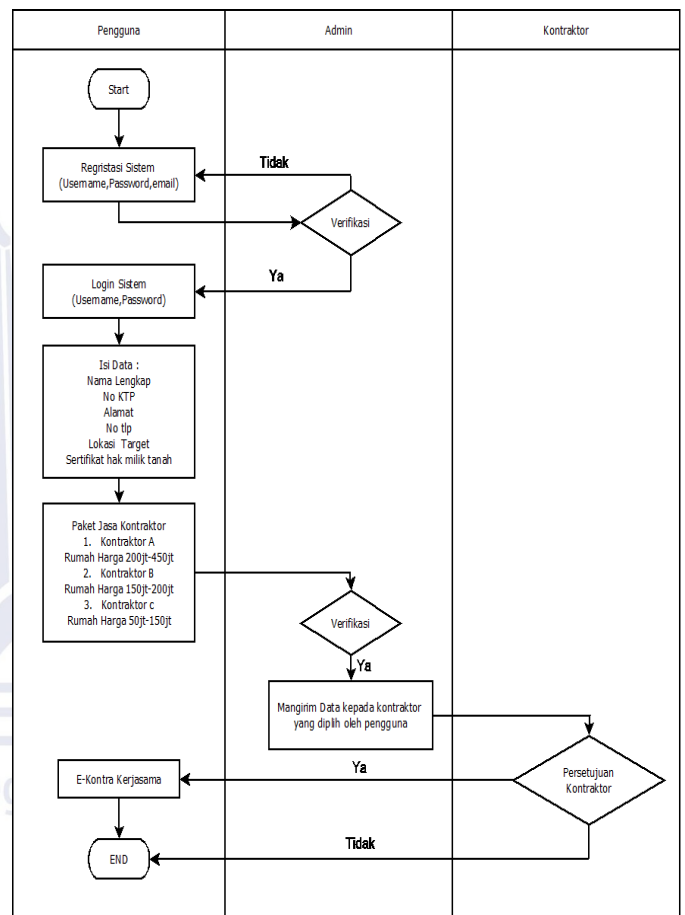 Pengguna
Admin
Kontraktor
Start
Regristasi Sistem
(Username,Password,email)
Tidak
Verifikasi
Ya
Login Sistem
(Username,Password)
Isi Data :
Nama Lengkap
No KTP
Alamat
No tlp
Lokasi Target
Sertifikat hak milik tanah
Paket Jasa Kontraktor
1. Kontraktor A
Rumah Harga 200jt-450jt
2. Kontraktor B
Rumah Harga 150jt-200jt
3. Kontraktor c
Rumah Harga 50jt-150jt
Verifikasi
Ya
Mangirim Data kepada kontraktor
yang diplih oleh pengguna
Persetujuan
Kontraktor
Ya
E-Kontra Kerjasama
Tidak
END